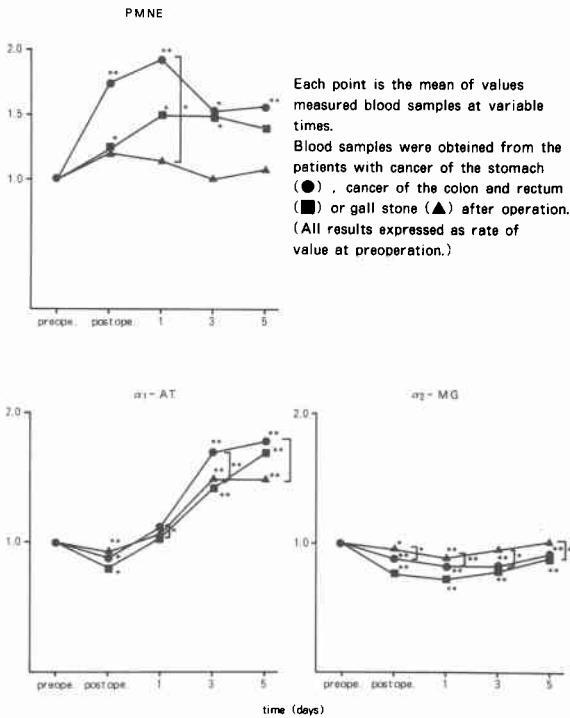 PMNE
2.0
1.5
1.0
preope. postope. 1 3 5
Each point is the mean of values
measured blood samples at variable
times.
Blood samples were obteined from the
patients with cancer of the stomach
(●) , cancer of the colon and rectum
(■) or gall stone (▲) after operation.
(All results expressed as rate of
value at preoperation.)
α1-AT
2.0
1.0
preope. postope. 1 3 5
α2-MG
2.0
1.0
preope. postope. 1 3 5
time (days)